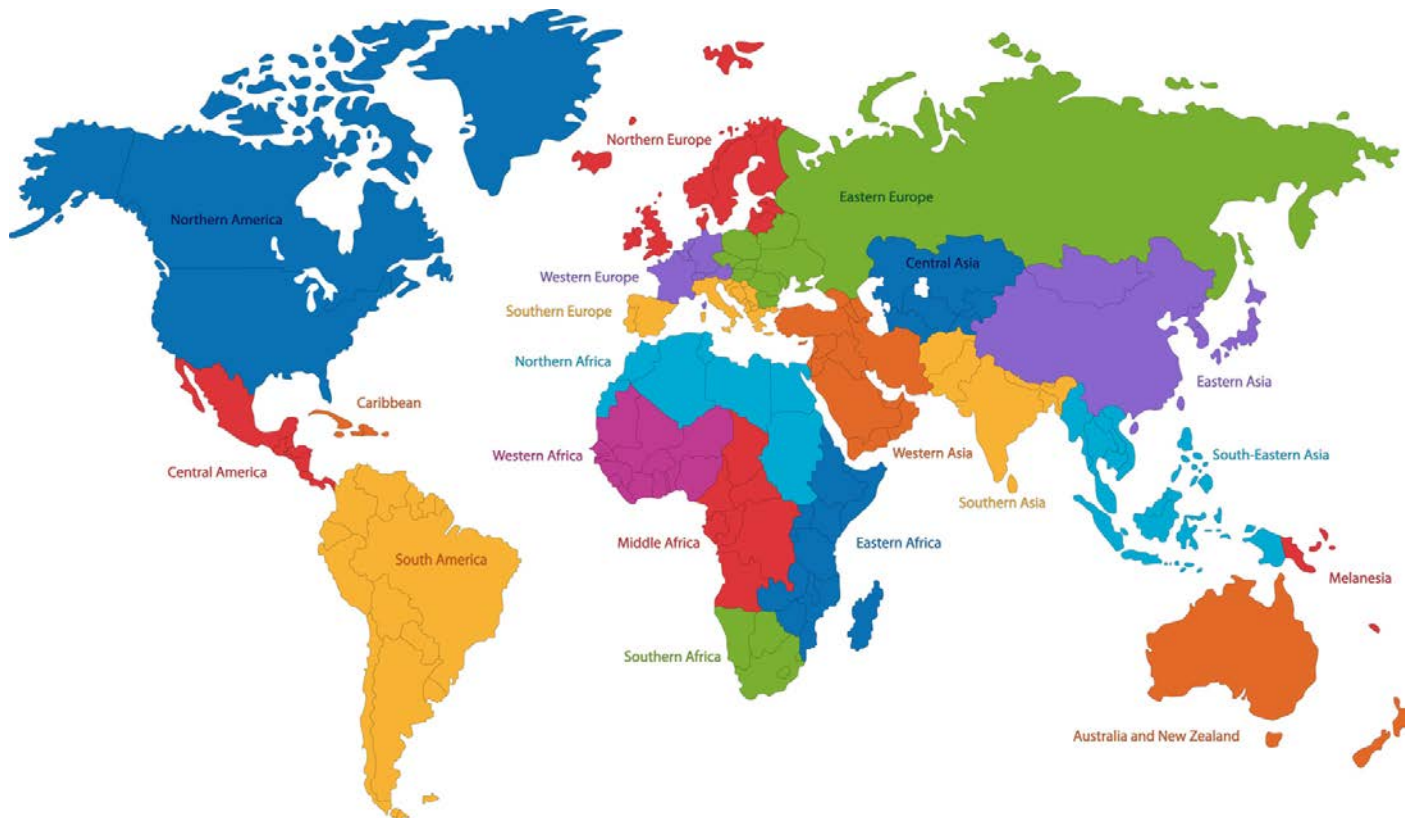 Northern Europe
Eastern Europe
Northern America
Central Asia
Western Europe
Southern Europe
Northern Africa
Eastern Asia
Caribbean
Western Africa
Western Asia
South-Eastern Asia
Central America
Southern Asia
Middle Africa
Eastern Africa
South America
Melanesia
Southern Africa
Australia and New Zealand